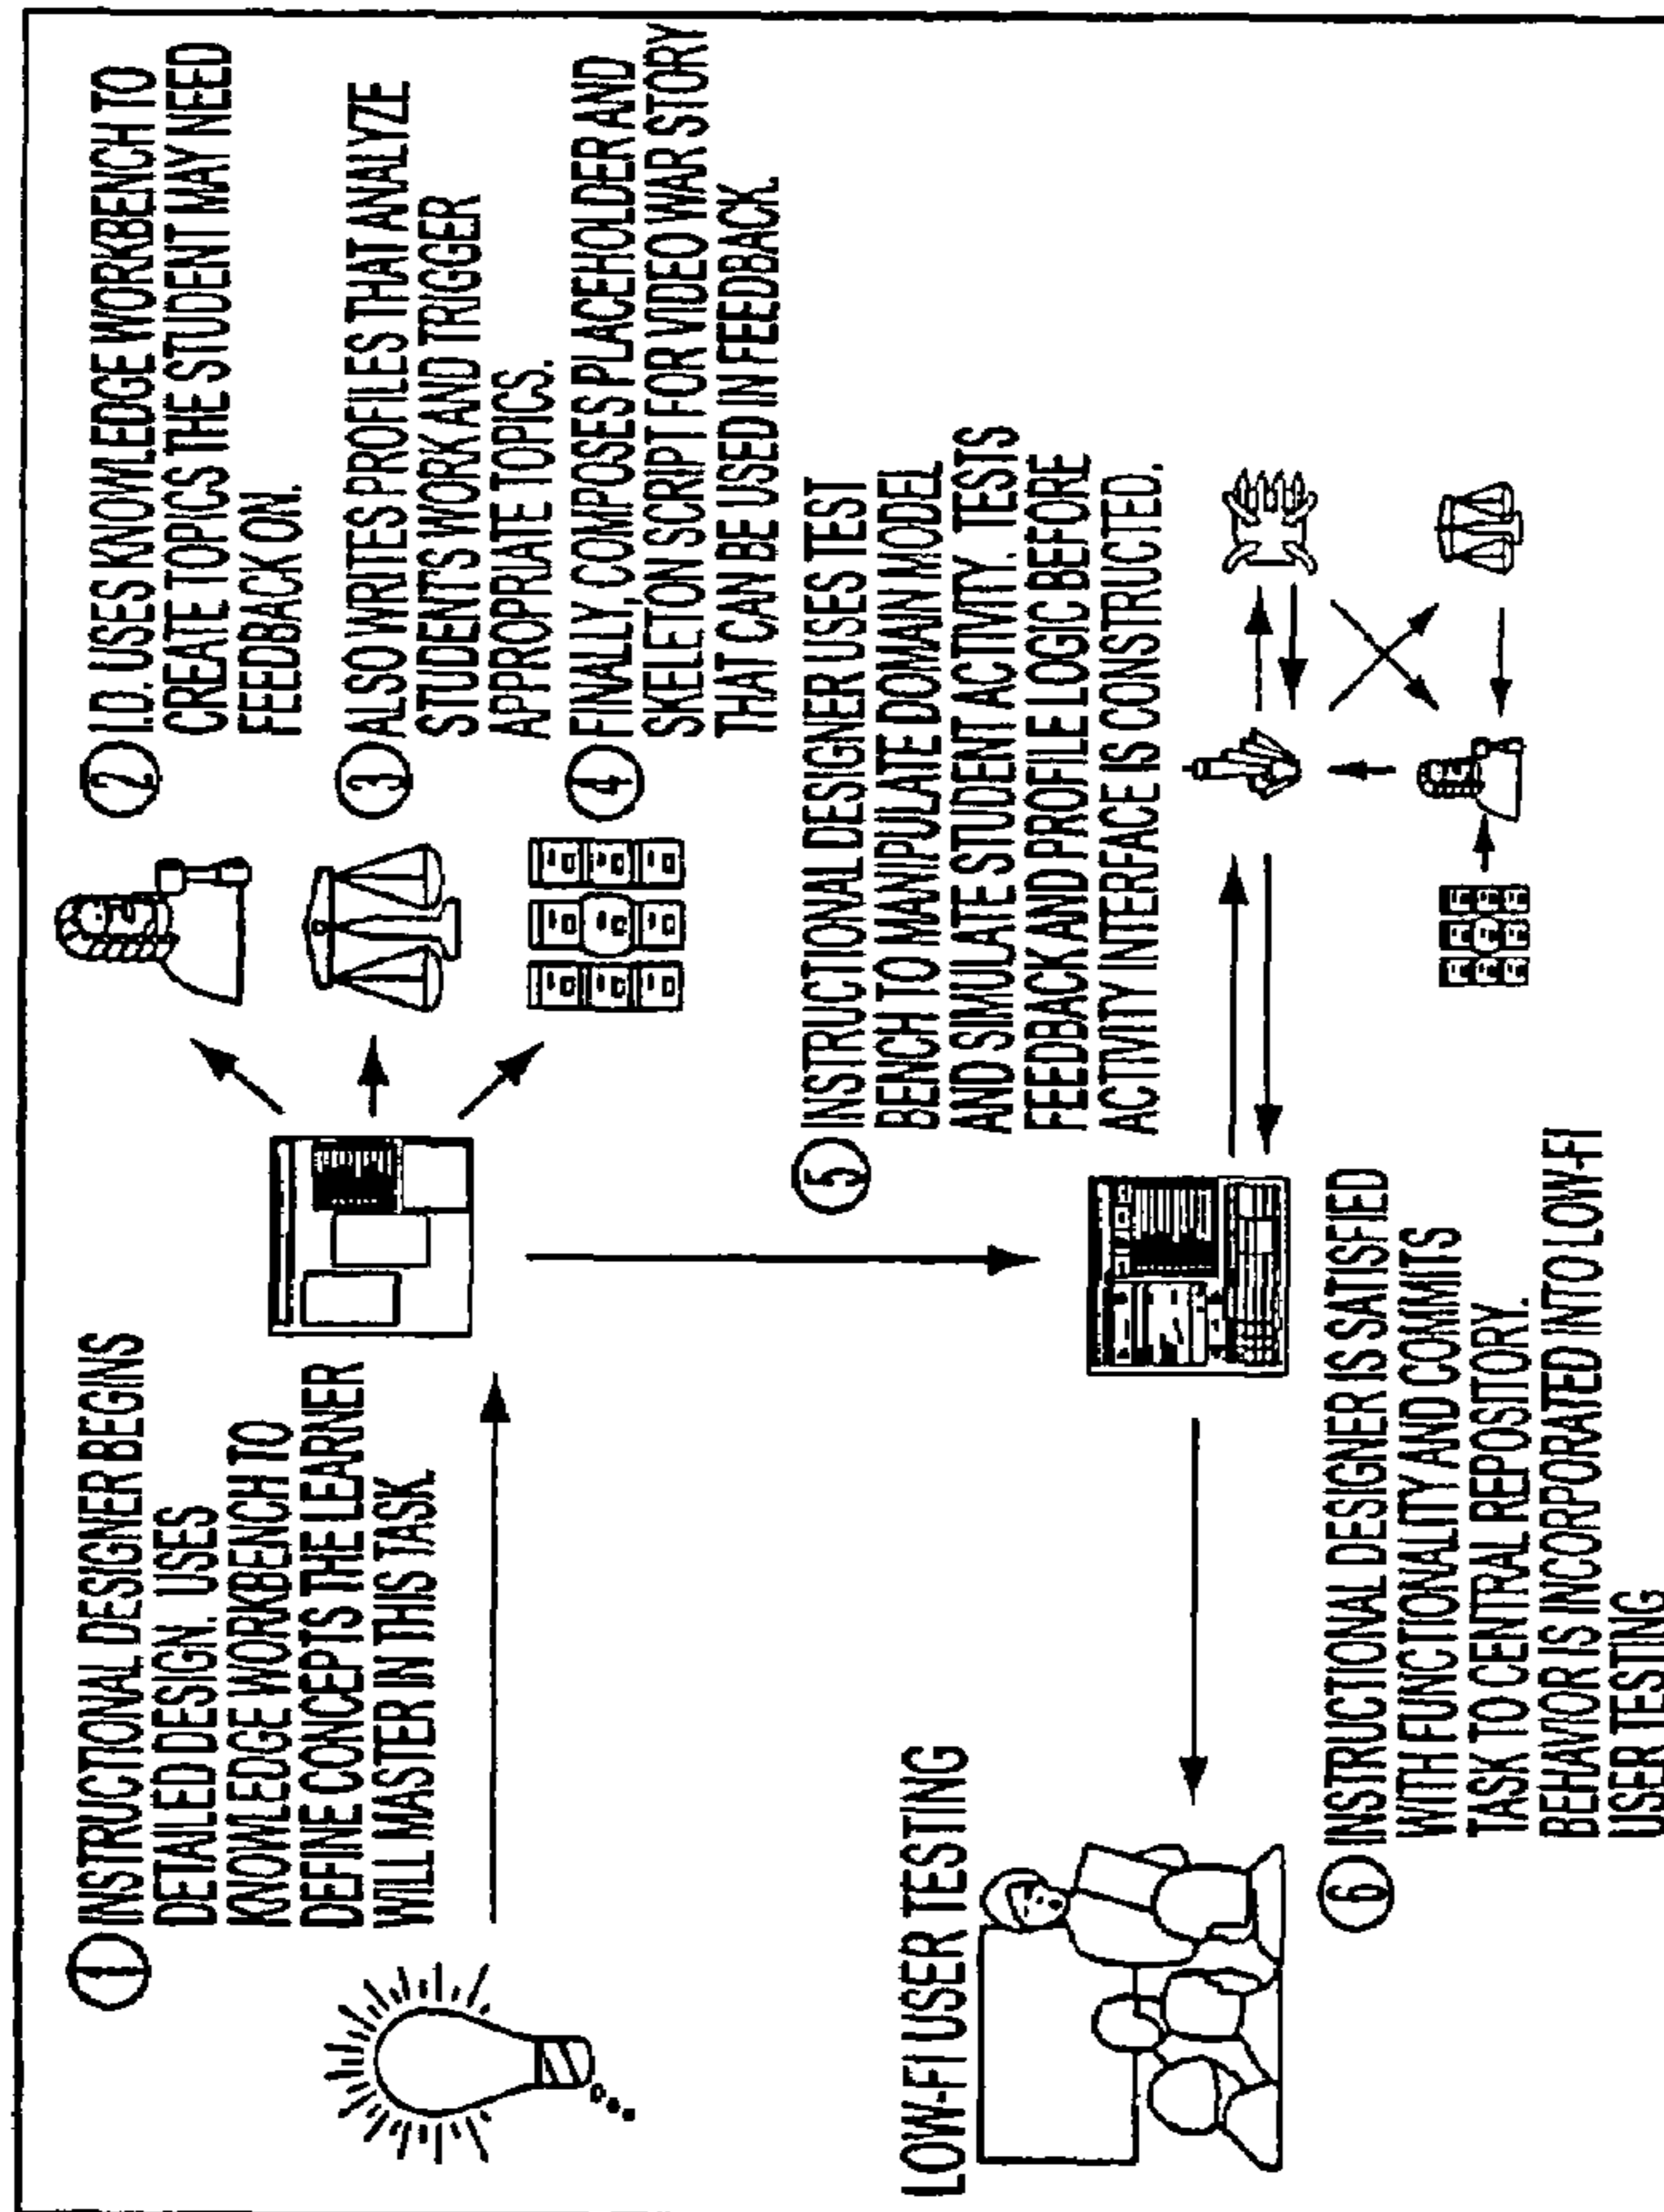 ① INSTRUCTIONAL DESIGNER BEGINS
DETAILED DESIGN. USES
KNOWLEDGE WORKBENCH TO
DEFINE CONCEPTS THE LEARNER
WILL MASTER IN THIS TASK.
② I.D. USES KNOWLEDGE WORKBENCH TO
CREATE TOPICS THE STUDENT MAY NEED
FEEDBACK ON.
③ ALSO WRITES PROFILES THAT ANALYZE
STUDENTS WORK AND TRIGGER
APPROPRIATE TOPICS.
④ FINALLY, COMPOSES PLACEHOLDER AND
SKELETON SCRIPT FOR VIDEO WAR STORY
THAT CAN BE USED IN FEEDBACK.
⑤ INSTRUCTIONAL DESIGNER USES TEST
BENCH TO MANIPULATE DOMAIN MODEL
AND SIMULATE STUDENT ACTIVITY. TESTS
FEEDBACK AND PROFILE LOGIC BEFORE
ACTIVITY INTERFACE IS CONSTRUCTED.
LOW-FI USER TESTING
⑥ INSTRUCTIONAL DESIGNER IS SATISFIED
WITH FUNCTIONALITY AND COMMITS
TASK TO CENTRAL REPOSITORY.
BEHAVIOR IS INCORPORATED INTO LOW-FI
USER TESTING